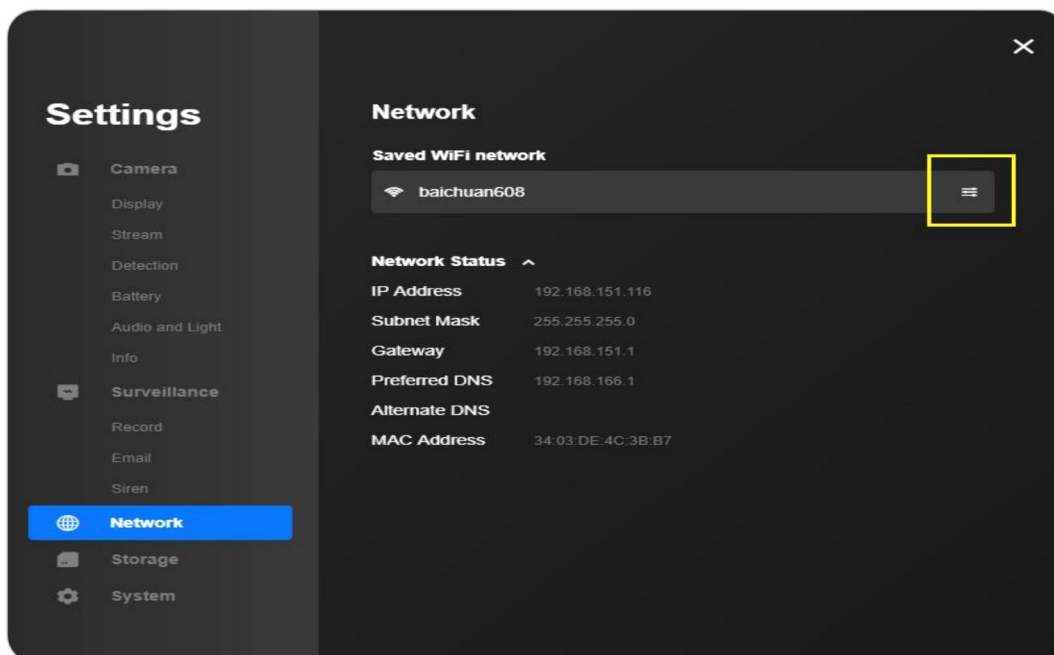 Settings
Camera
Display
Stream
Detection
Battery
Audio and Light
Info
Surveillance
Record
Email
Siren
Network
Storage
System
Network
Saved WiFi network
baichuan608
Network Status
IP Address 192.168.151.116
Subnet Mask 255.255.255.0
Gateway 192.168.151.1
Preferred DNS 192.168.166.1
Alternate DNS
MAC Address 34:03:DE:4C:3B:B7